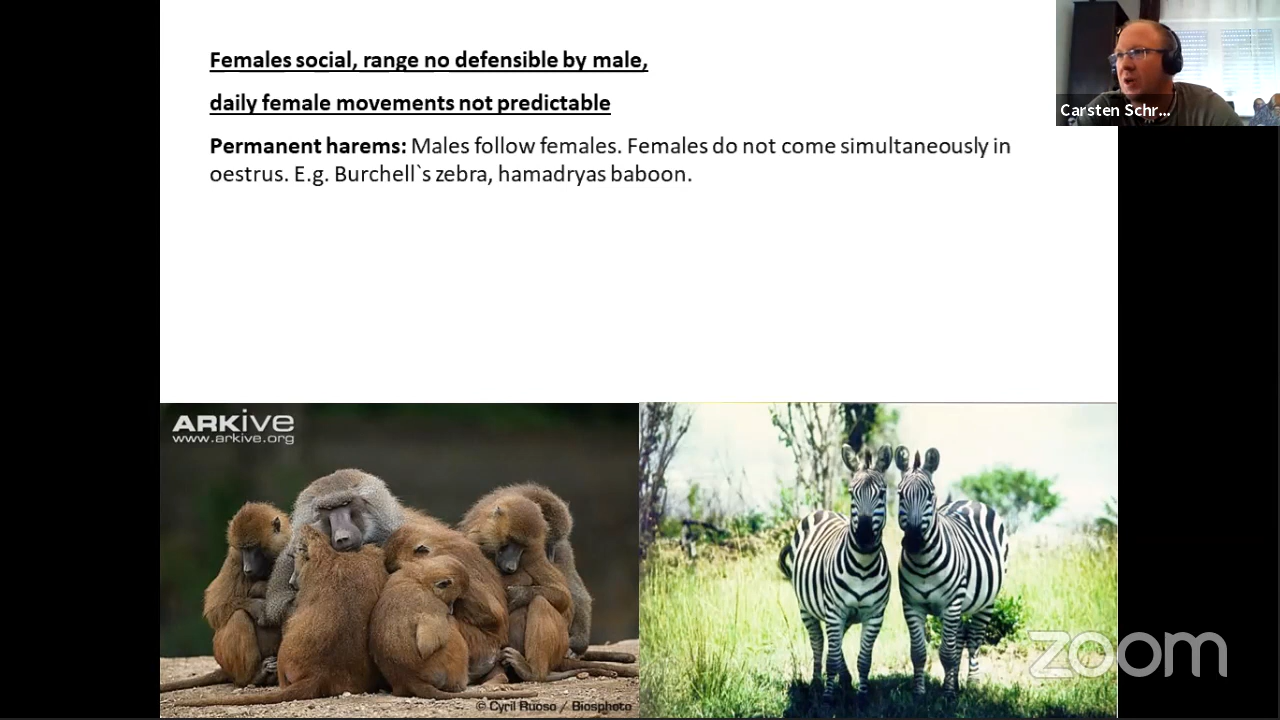 Females social, range no defensible by male,
daily female movements not predictable
Permanent harems: Males follow females. Females do not come simultaneously in
oestrus. E.g. Burchell`s zebra, hamadryas baboon.
Carsten Schr...
ARKive
www.arkive.org
© Cyril Ruoso / Biosphoto
zoom